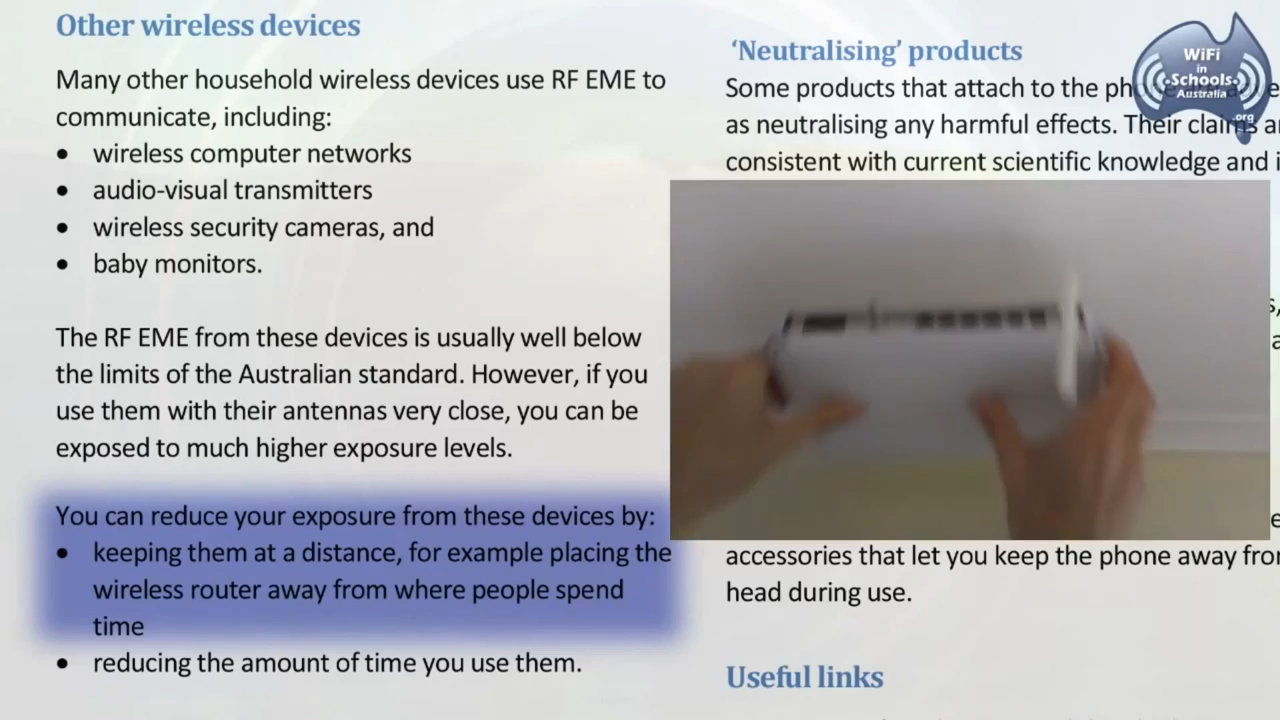 Other wireless devices
Many other household wireless devices use RF EME to
communicate, including:
• wireless computer networks
• audio-visual transmitters
• wireless security cameras, and
• baby monitors.
The RF EME from these devices is usually well below
the limits of the Australian standard. However, if you
use them with their antennas very close, you can be
exposed to much higher exposure levels.
You can reduce your exposure from these devices by:
• keeping them at a distance, for example placing the
wireless router away from where people spend
time
• reducing the amount of time you use them.
‘Neutralising’ products
Some products that attach to the
as neutralising any harmful effects. Their claims
consistent with current scientific knowledge and
accessories that let you keep the phone away
head during use.
Useful links
WiFi
in
Schools
Australia
.org